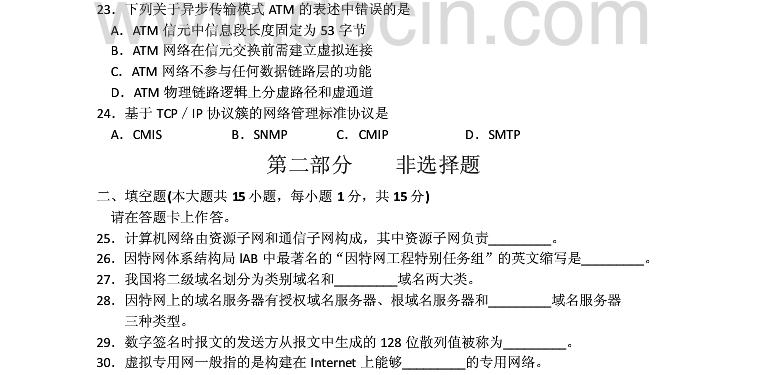 www.docin.com
23．下列关于异步传输模式 ATM 的表述中错误的是
A．ATM 信元中信息段长度固定为 53 字节
B．ATM 网络在信元交换前需建立虚拟连接
C．ATM 网络不参与任何数据链路层的功能
D．ATM 物理链路逻辑上分虚路径和虚通道
24．基于 TCP／IP 协议簇的网络管理标准协议是
A．CMIS B．SNMP C．CMIP D．SMTP
第二部分 非选择题
二、填空题(本大题共 15 小题，每小题 1 分，共 15 分)
请在答题卡上作答。
25．计算机网络由资源子网和通信子网构成，其中资源子网负责_________。
26．因特网体系结构局 IAB 中最著名的“因特网工程特别任务组”的英文缩写是_________。
27．我国将二级域名划分为类别域名和_________域名两大类。
28．因特网上的域名服务器有授权域名服务器、根域名服务器和_________域名服务器
三种类型。
29．数字签名时报文的发送方从报文中生成的 128 位散列值被称为_________。
30．虚拟专用网一般指的是构建在 Internet 上能够_________的专用网络。